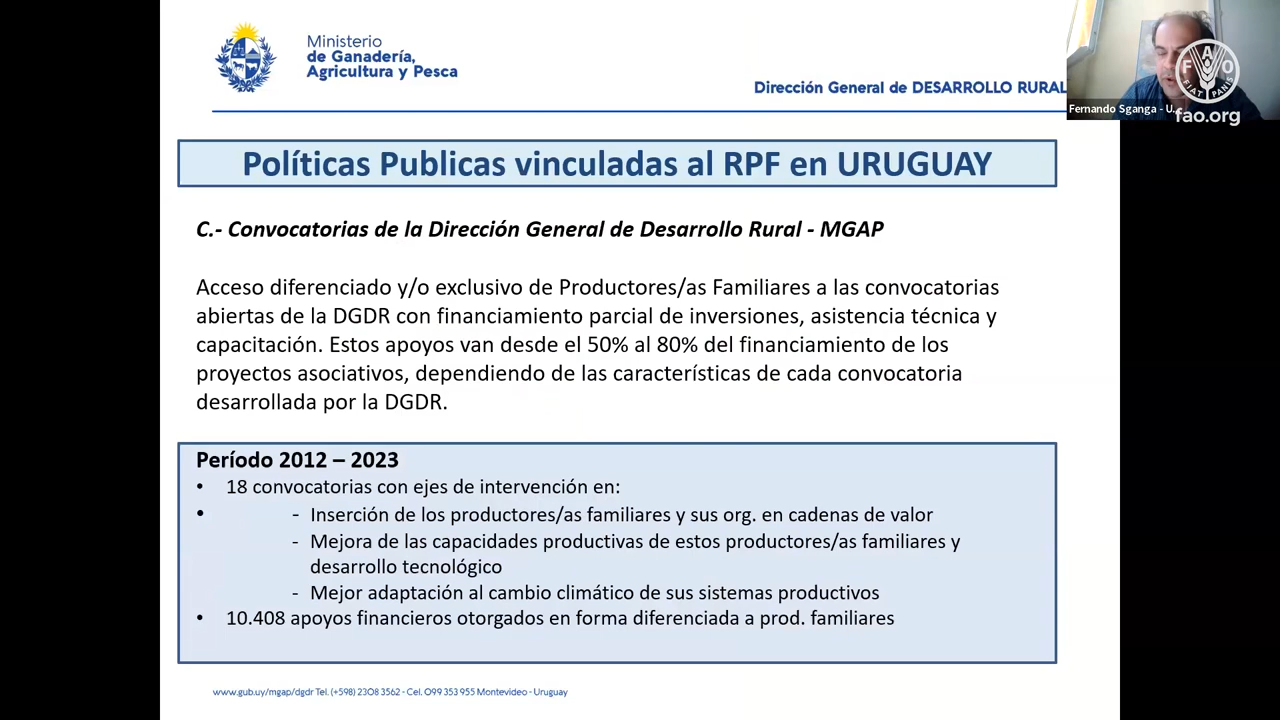 Ministerio
de Ganadería,
Agricultura y Pesca
Dirección General de DESARROLLO RURAL
FAO
FIAT PANIS
Fernando Sganga - U...
fao.org
Políticas Publicas vinculadas al RPF en URUGUAY
C.- Convocatorias de la Dirección General de Desarrollo Rural - MGAP
Acceso diferenciado y/o exclusivo de Productores/as Familiares a las convocatorias
abiertas de la DGDR con financiamiento parcial de inversiones, asistencia técnica y
capacitación. Estos apoyos van desde el 50% al 80% del financiamiento de los
proyectos asociativos, dependiendo de las características de cada convocatoria
desarrollada por la DGDR.
Período 2012 – 2023
• 18 convocatorias con ejes de intervención en:
• - Inserción de los productores/as familiares y sus org. en cadenas de valor
- Mejora de las capacidades productivas de estos productores/as familiares y
desarrollo tecnológico
- Mejor adaptación al cambio climático de sus sistemas productivos
• 10.408 apoyos financieros otorgados en forma diferenciada a prod. familiares
www.gub.uy/mgap/dgdr Tel. (+598) 2308 3562 - Cel. 099 353 955 Montevideo - Uruguay